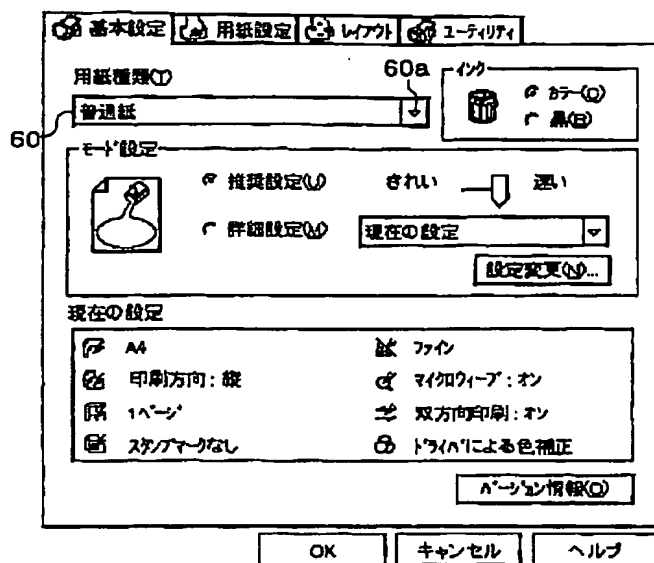 基本設定 用紙設定 レイアウト ユーティリティ
用紙種類(T)
60a
インク
普通紙
カラー(O)
黒(B)
60
モード設定
推奨設定(U)
きれい 速い
詳細設定(M)
現在の設定
設定変更(N)...
現在の設定
A4 ファイン
印刷方向:縦 マイクロウィーブ:オン
1ページ 双方向印刷:オン
スタンプマークなし ドライバによる色補正
バージョン情報(O)
OK キャンセル ヘルプ